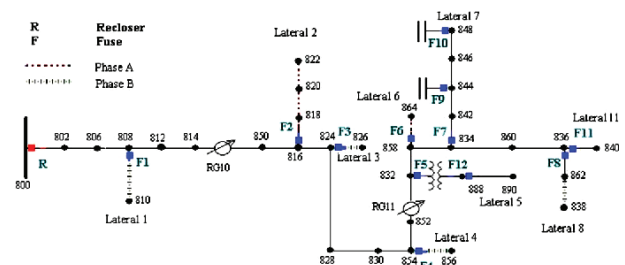 R Recloser
F Fuse
Phase A
Phase B
Lateral 2
822
820
818
F2
816
Lateral 7
F10
848
846
F9
844
842
Lateral 6
864
F6
858
F7
834
860
836
F11
840
Lateral 11
F8
862
838
Lateral 8
800
R
802
806
808
F1
810
Lateral 1
812
814
RG10
850
824
F3
826
Lateral 3
832
F5
F12
888
890
Lateral 5
RG11
852
Lateral 4
854
856
F4
828
830